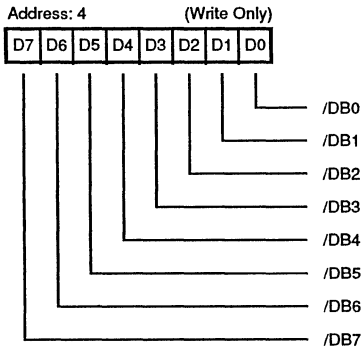 Address: 4 (Write Only)
D7 D6 D5 D4 D3 D2 D1 D0
/DB0
/DB1
/DB2
/DB3
/DB4
/DB5
/DB6
/DB7